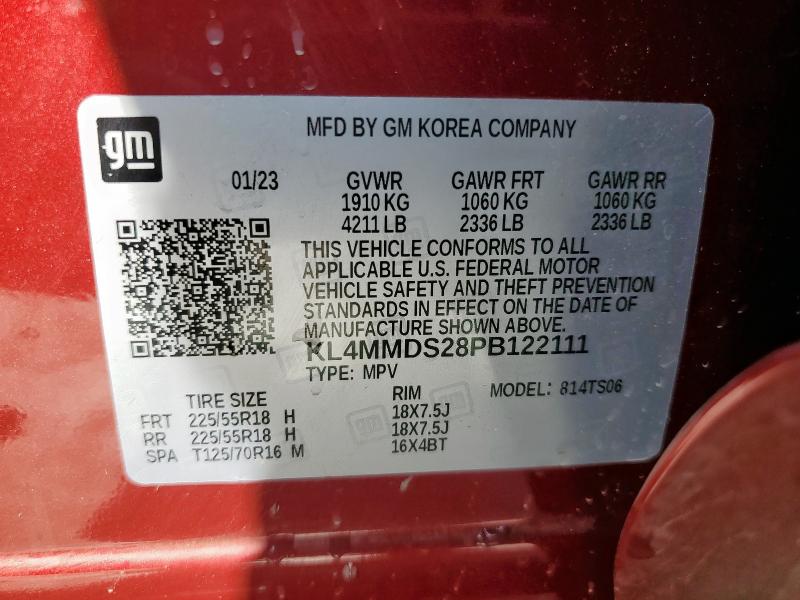 gm
MFD BY GM KOREA COMPANY
01/23 GVWR GAWR FRT GAWR RR
1910 KG 1060 KG 1060 KG
4211 LB 2336 LB 2336 LB
THIS VEHICLE CONFORMS TO ALL
APPLICABLE U.S. FEDERAL MOTOR
VEHICLE SAFETY AND THEFT PREVENTION
STANDARDS IN EFFECT ON THE DATE OF
MANUFACTURE SHOWN ABOVE.
KL4MMDS28PB122111
TYPE: MPV
TIRE SIZE RIM MODEL: 814TS06
FRT 225/55R18 H 18X7.5J
RR 225/55R18 H 18X7.5J
SPA T125/70R16 M 16X4BT